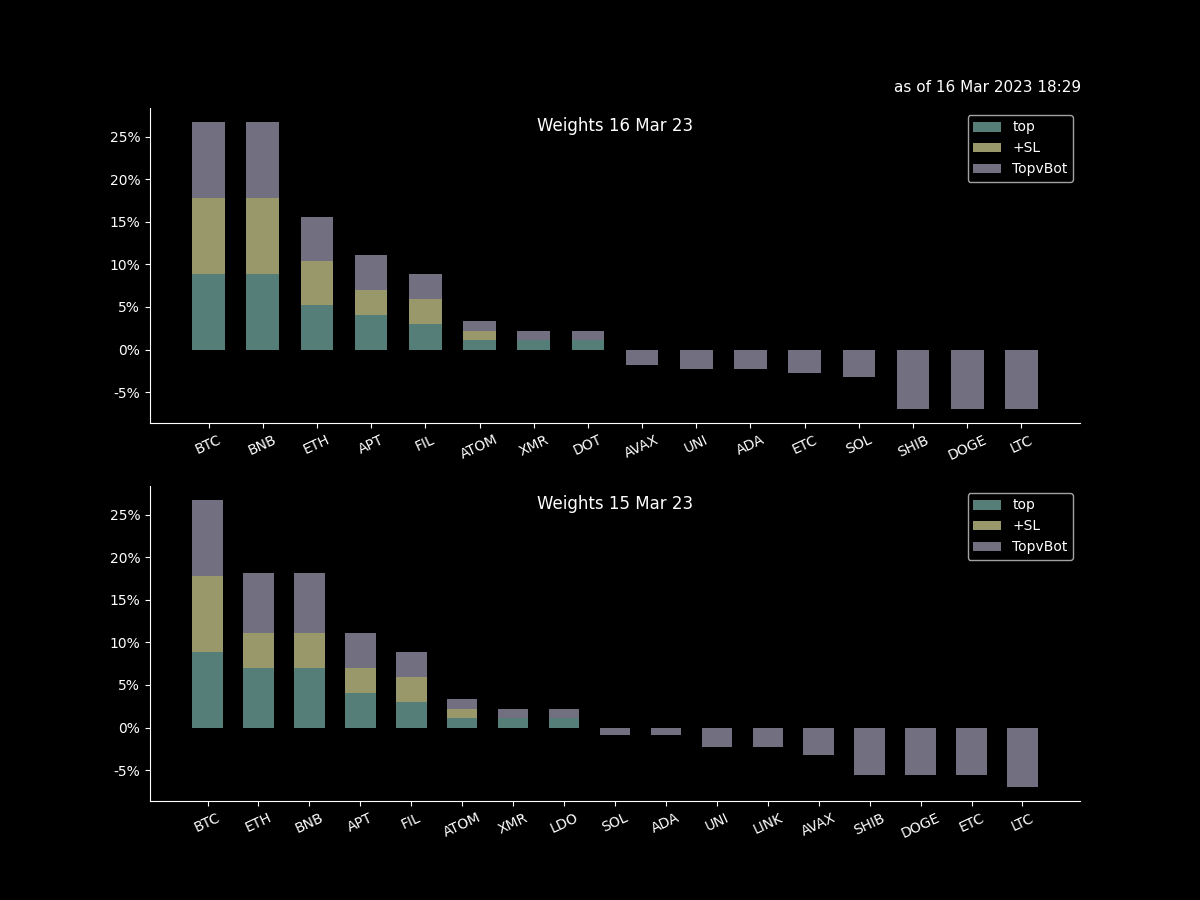 as of 16 Mar 2023 18:29
Weights 16 Mar 23
top
+SL
TopvBot
25%
20%
15%
10%
5%
0%
-5%
BTC BNB ETH APT FIL ATOM XMR DOT AVAX UNI ADA ETC SOL SHIB DOGE LTC
Weights 15 Mar 23
top
+SL
TopvBot
25%
20%
15%
10%
5%
0%
-5%
BTC ETH BNB APT FIL ATOM XMR LDO SOL ADA UNI LINK AVAX SHIB DOGE ETC LTC